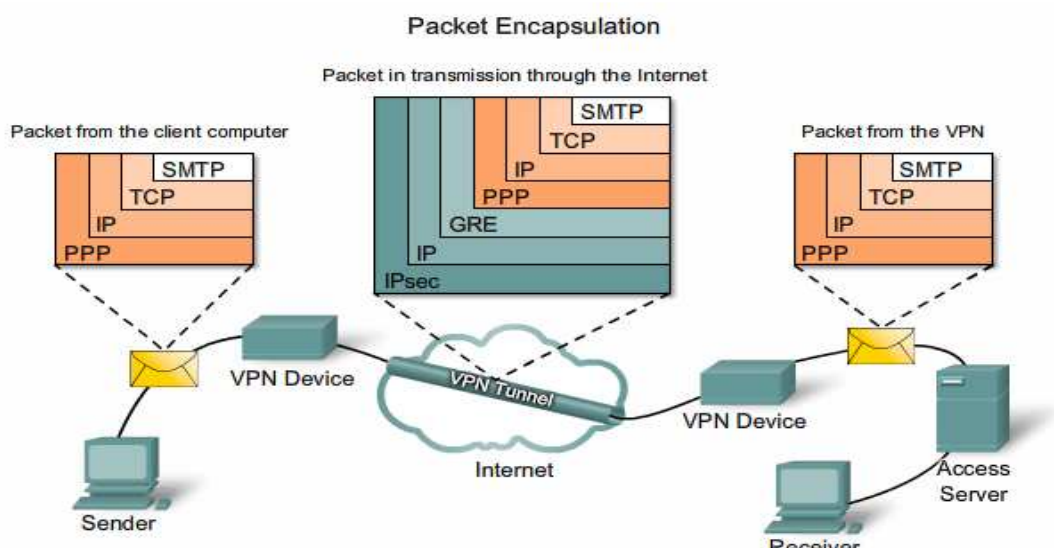 Packet Encapsulation
Packet in transmission through the Internet
Packet from the client computer
SMTP
TCP
IP
PPP
SMTP
TCP
IP
PPP
GRE
IP
IPsec
Packet from the VPN
SMTP
TCP
IP
PPP
VPN Device
VPN Tunnel
VPN Device
Internet
Sender
Access
Server
Receiver